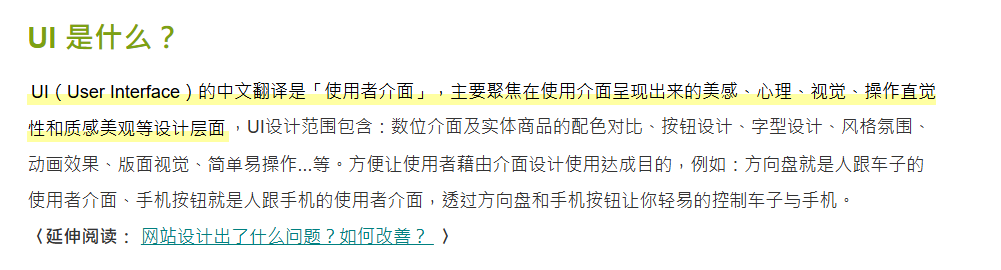 UI 是什么？
UI（User Interface）的中文翻译是「使用者介面」，主要聚焦在使用介面呈现出来的美感、心理、视觉、操作直觉
性和质感美观等设计层面，UI设计范围包含：数位介面及实体商品的配色对比、按钮设计、字型设计、风格氛围、
动画效果、版面视觉、简单易操作...等。方便让使用者藉由介面设计使用达成目的，例如：方向盘就是人跟车子的
使用者介面、手机按钮就是人跟手机的使用者介面，透过方向盘和手机按钮让你轻易的控制车子与手机。
〈延伸阅读： 网站设计出了什么问题？如何改善？ 〉